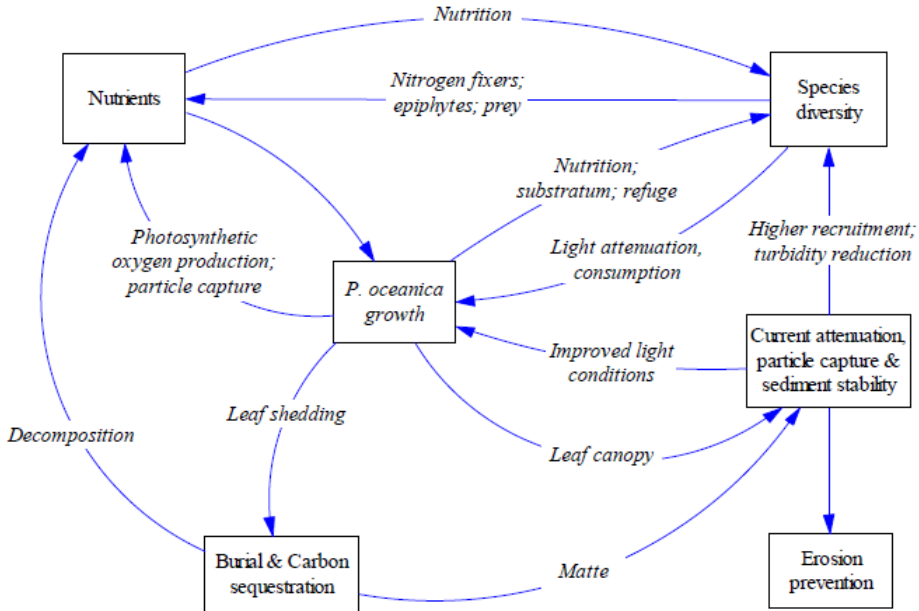 Nutrition
Nutrients
Nitrogen fixers;
epiphytes; prey
Species
diversity
Nutrition;
substratum; refuge
Photosynthetic
oxygen production;
particle capture
Light attenuation,
consumption
Higher recruitment;
turbidity reduction
P. oceanica
growth
Improved light
conditions
Current attenuation,
particle capture &
sediment stability
Leaf shedding
Decomposition
Leaf canopy
Burial & Carbon
sequestration
Matte
Erosion
prevention